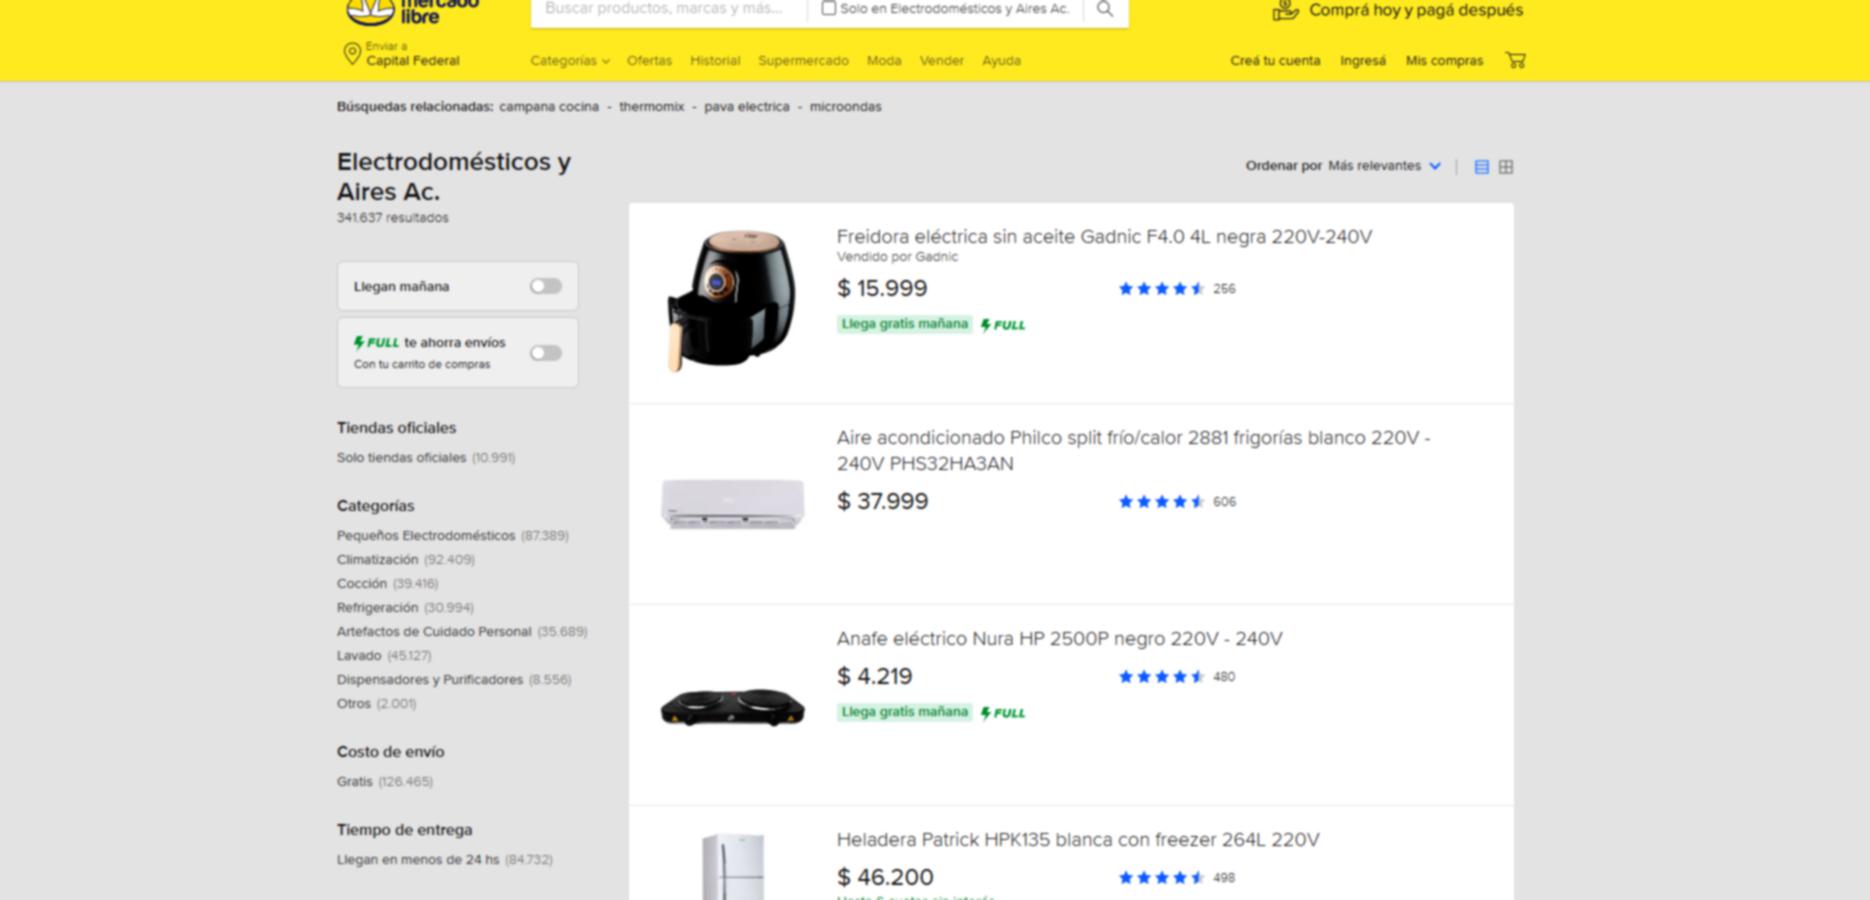 mercado
libre
Buscar productos, marcas y más...
Solo en Electrodomésticos y Aires Ac.
Comprá hoy y pagá después
Enviar a
Capital Federal
Categorías
Ofertas
Historial
Supermercado
Moda
Vender
Ayuda
Creá tu cuenta
Ingresá
Mis compras
Búsquedas relacionadas: campana cocina - thermomix - pava electrica - microondas
Electrodomésticos y
Aires Ac.
341.637 resultados
Ordenar por Más relevantes
Llegan mañana
FULL te ahorra envíos
Con tu carrito de compras
Tiendas oficiales
Solo tiendas oficiales (10.991)
Categorías
Pequeños Electrodomésticos (87.389)
Climatización (92.409)
Cocción (39.416)
Refrigeración (30.994)
Artefactos de Cuidado Personal (35.689)
Lavado (45.127)
Dispensadores y Purificadores (8.556)
Otros (2.001)
Costo de envío
Gratis (126.465)
Tiempo de entrega
Llegan en menos de 24 hs (84.732)
Freidora eléctrica sin aceite Gadnic F4.0 4L negra 220V-240V
Vendido por Gadnic
$ 15.999
256
Llega gratis mañana FULL
Aire acondicionado Philco split frío/calor 2881 frigorías blanco 220V -
240V PHS32HA3AN
$ 37.999
606
Anafe eléctrico Nura HP 2500P negro 220V - 240V
$ 4.219
480
Llega gratis mañana FULL
Heladera Patrick HPK135 blanca con freezer 264L 220V
$ 46.200
498